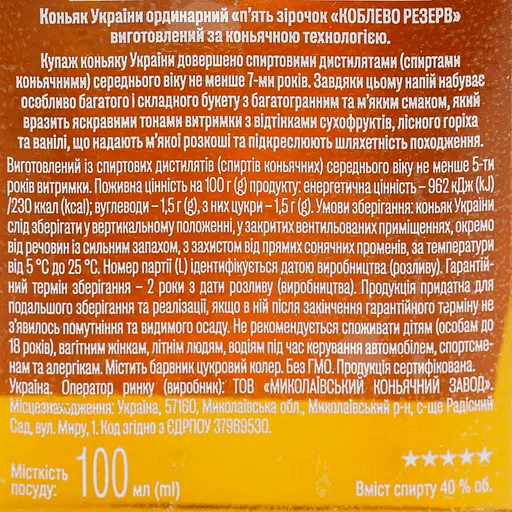 Коньяк України ординарний «п’ять зірочок «КОБЛЕВО РЕЗЕРВ»
виготовлений за коньячною технологією.
Купаж коньяку України довершено спиртовими дистилятами (спиртами
коньячними) середнього віку не менше 7-ми років. Завдяки цьому напій набуває
особливо багатого і складного букету з багатогранним та м’яким смаком, який
вразить яскравими тонами витримки з відтінками сухофруктів, лісного горіха
та ванілі, що надають м’якої розкоші та підкреслюють шляхетність походження.
Виготовлений із спиртових дистилятів (спиртів коньячних) середнього віку не менше 5-ти
років витримки. Поживна цінність на 100 г (g) продукту: енергетична цінність – 962 кДж (kJ)
/230 ккал (kcal); вуглеводи – 1,5 г (g), з них цукри – 1,5 г (g). Умови зберігання: коньяк України
слід зберігати у вертикальному положенні, у закритих вентильованих приміщеннях, окремо
від речовин із сильним запахом, з захистом від прямих сонячних променів, за температури
від 5 °С до 25 °С. Номер партії (L) ідентифікується датою виробництва (розливу). Гарантій-
ний термін зберігання – 2 роки з дати розливу (виробництва). Продукція придатна для
подальшого зберігання та реалізації, якщо в ній після закінчення гарантійного терміну не
з’явилось помутніння та видимого осаду. Не рекомендується споживати дітям (особам до
18 років), вагітним жінкам, літнім людям, водіям під час керування автомобілем, спортсме-
нам та алергікам. Містить барвник цукровий колер. Без ГМО. Продукція сертифікована.
Україна. Оператор ринку (виробник): ТОВ «МИКОЛАЇВСЬКИЙ КОНЬЯЧНИЙ ЗАВОД».
Місцезнаходження: Україна, 57160, Миколаївська обл., Миколаївський р-н, с-ще Радісний
Сад, вул. Миру, 1. Код згідно з ЄДРПОУ 37969530.
Місткість
посуду: 100 мл (ml)
Вміст спирту 40 % об.